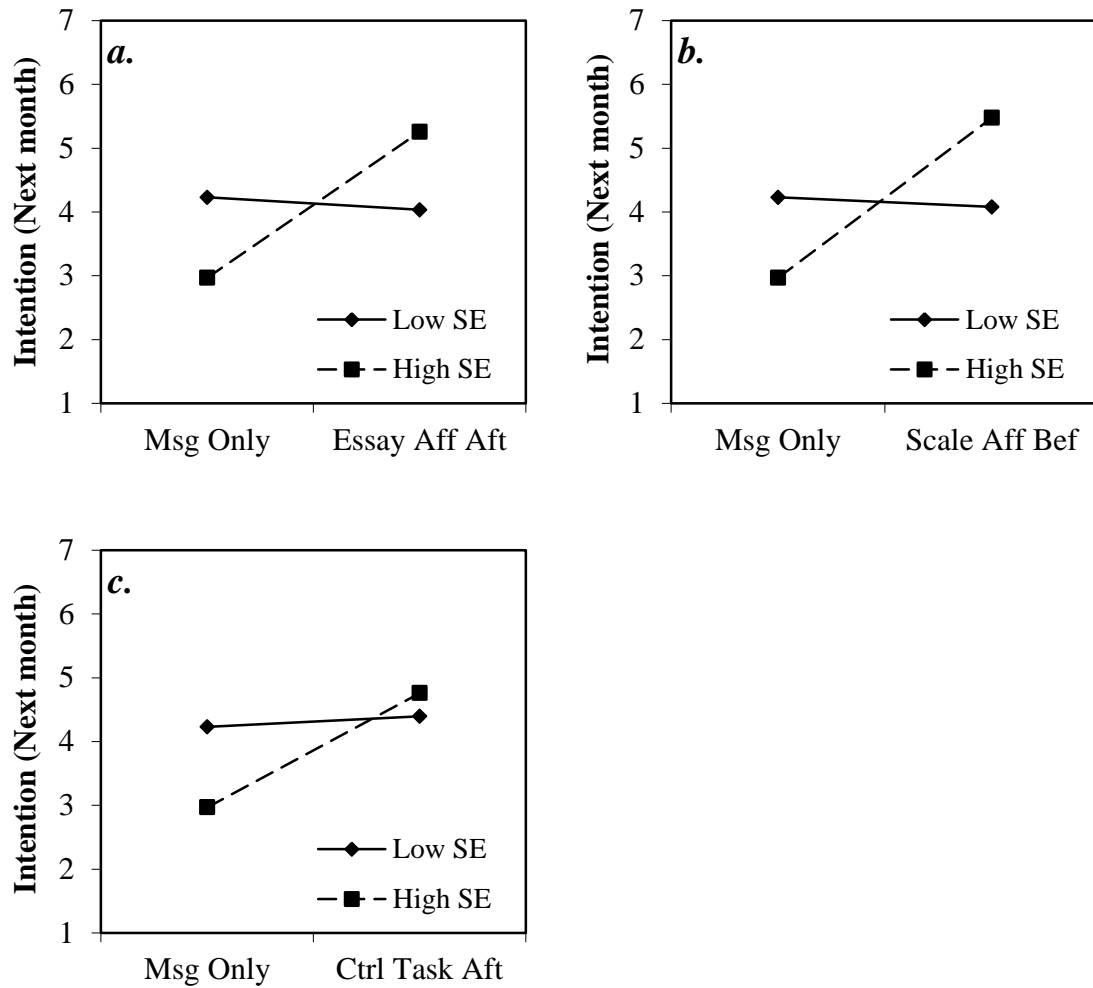 a.
Intention (Next month)
7
6
5
4
3
2
1
Low SE
High SE
Msg Only
Essay Aff Aft
b.
Intention (Next month)
7
6
5
4
3
2
1
Low SE
High SE
Msg Only
Scale Aff Bef
c.
Intention (Next month)
7
6
5
4
3
2
1
Low SE
High SE
Msg Only
Ctrl Task Aft